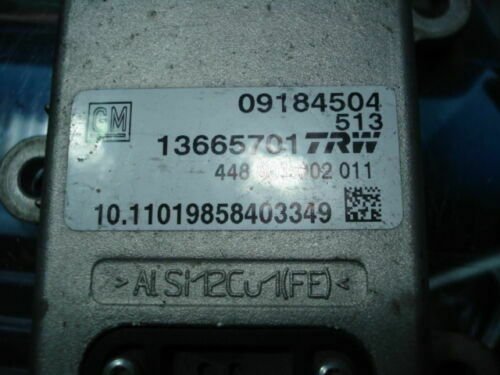 GM 09184504
513
13665701 TRW
448 002 011
10.11019858403349
>AlSi12Cu1(FE)<